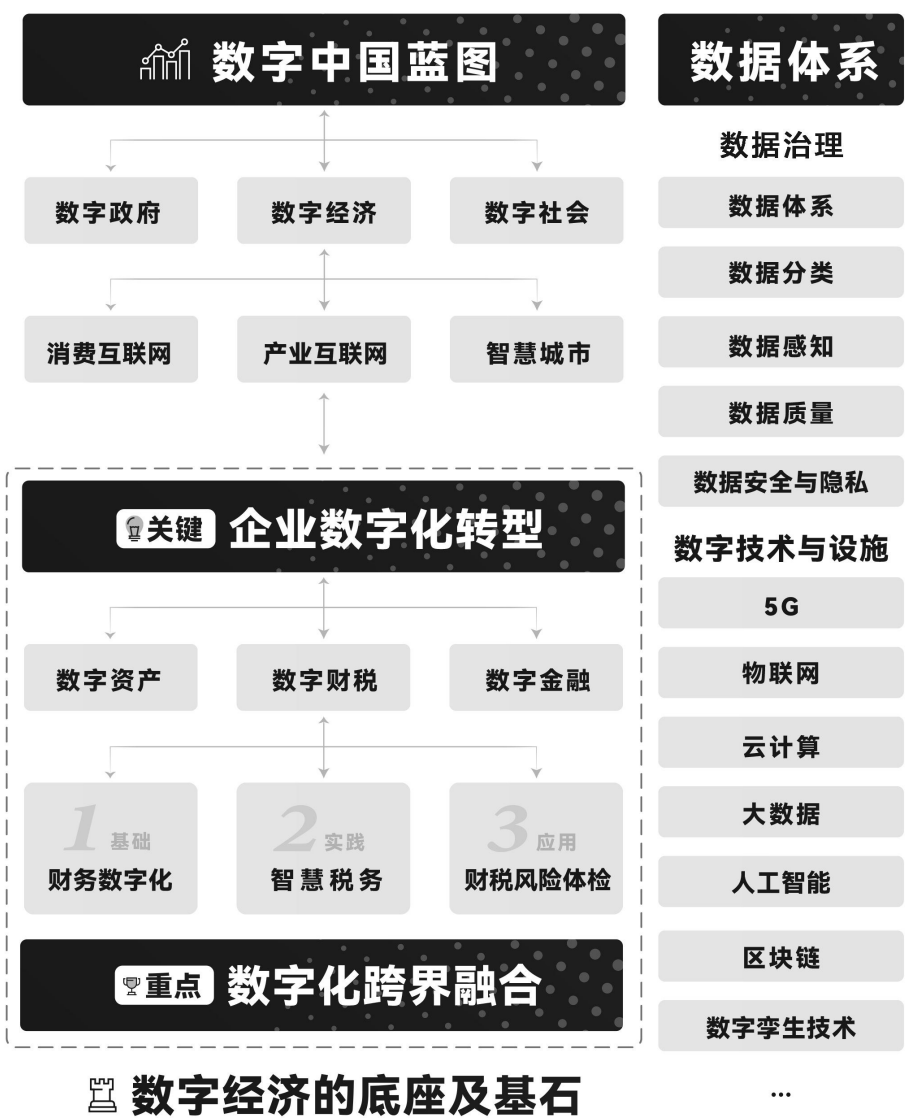 数字中国蓝图
数字政府
数字经济
数字社会
消费互联网
产业互联网
智慧城市
关键 企业数字化转型
数字资产
数字财税
数字金融
1 基础
财务数字化
2 实践
智慧税务
3 应用
财税风险体检
重点 数字化跨界融合
数字经济的底座及基石
数据体系
数据治理
数据体系
数据分类
数据感知
数据质量
数据安全与隐私
数字技术与设施
5G
物联网
云计算
大数据
人工智能
区块链
数字孪生技术
...